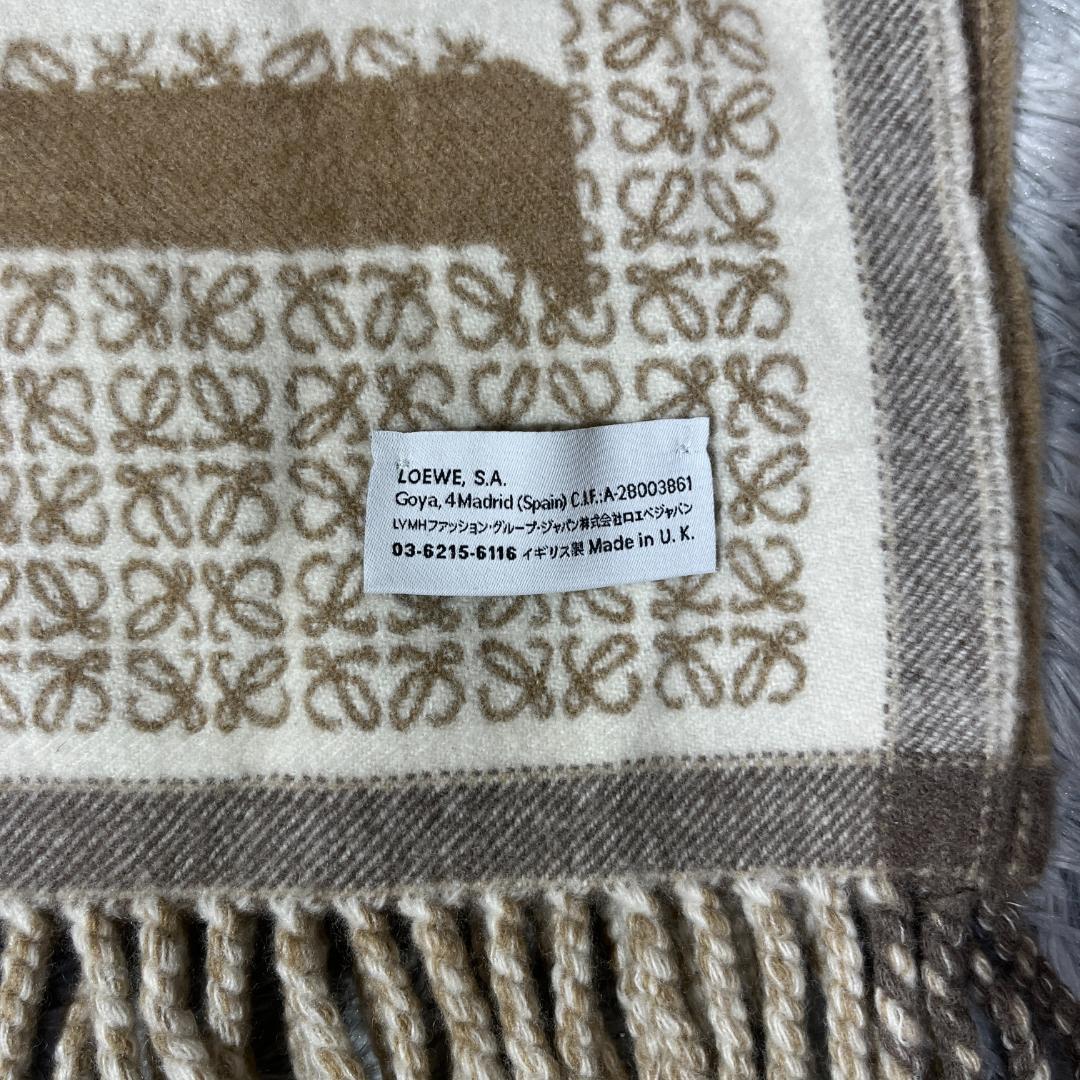 LOEWE, S.A.
Goya, 4 Madrid (Spain) C.I.F.:A-28003861
LVMHファッション・グループ・ジャパン株式会社ロエベジャパン
03-6215-6116 イギリス製 Made in U. K.